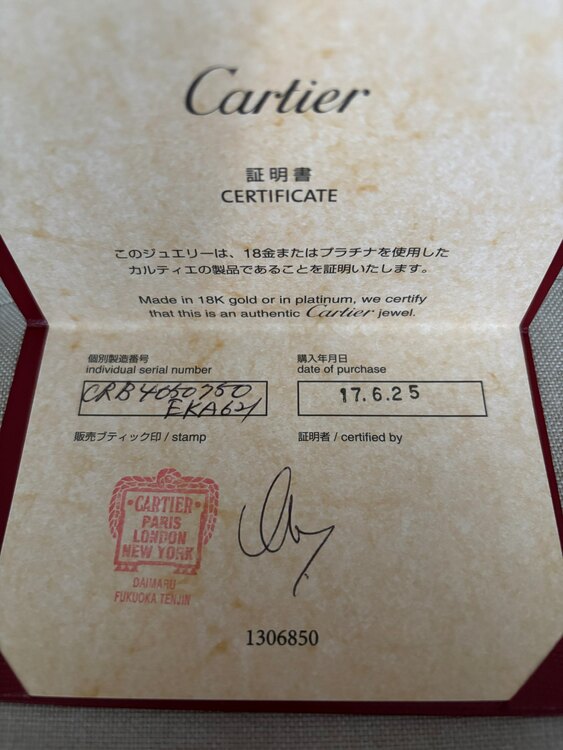 Cartier
証明書
CERTIFICATE
このジュエリーは、18金またはプラチナを使用した
カルティエの製品であることを証明いたします。
Made in 18K gold or in platinum, we certify
that this is an authentic Cartier jewel.
個別製造番号
individual serial number
CRB4050750
EKA621
購入年月日
date of purchase
17.6.25
販売ブティック印 / stamp
証明者 / certified by
CARTIER
PARIS
LONDON
NEW YORK
DAIMARU
FUKUOKA TENJIN
1306850